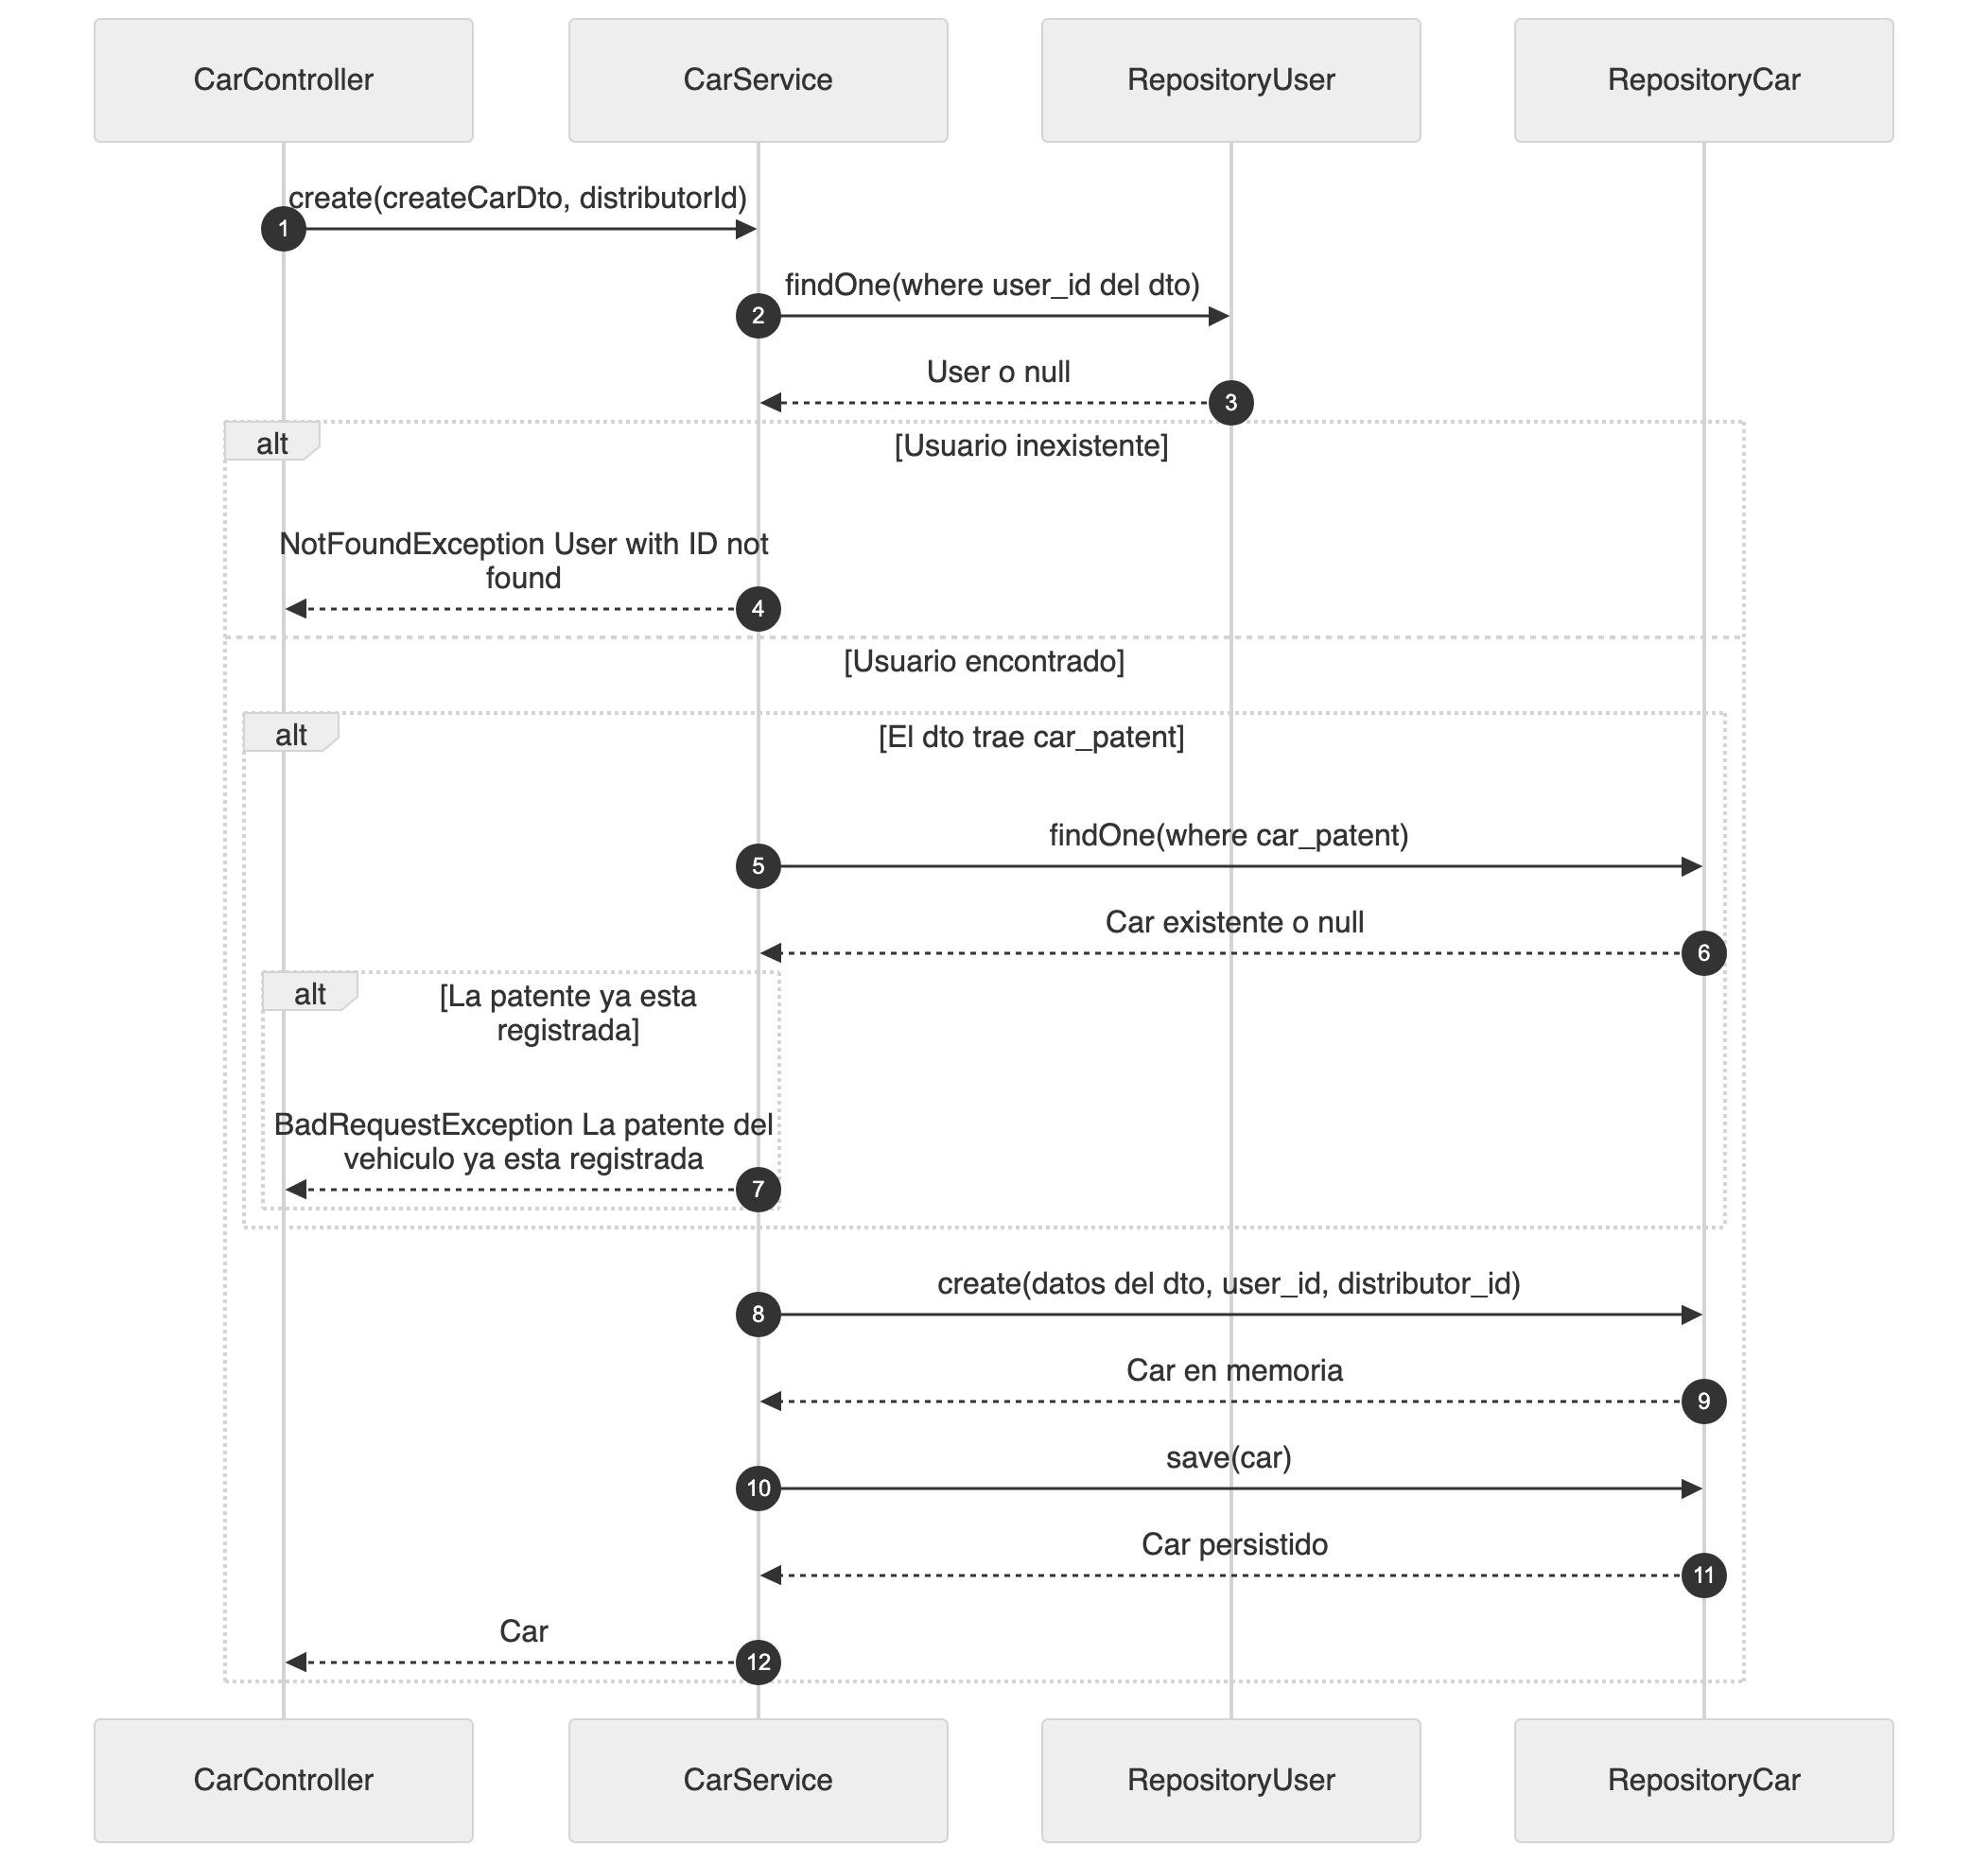 CarController
CarService
RepositoryUser
RepositoryCar
create(createCarDto, distributorId)
1
findOne(where user_id del dto)
2
User o null
3
alt
[Usuario inexistente]
NotFoundException User with ID not
found
4
[Usuario encontrado]
alt
[El dto trae car_patent]
findOne(where car_patent)
5
Car existente o null
6
alt
[La patente ya esta
registrada]
BadRequestException La patente del
vehiculo ya esta registrada
7
create(datos del dto, user_id, distributor_id)
8
Car en memoria
9
save(car)
10
Car persistido
11
Car
12
CarController
CarService
RepositoryUser
RepositoryCar